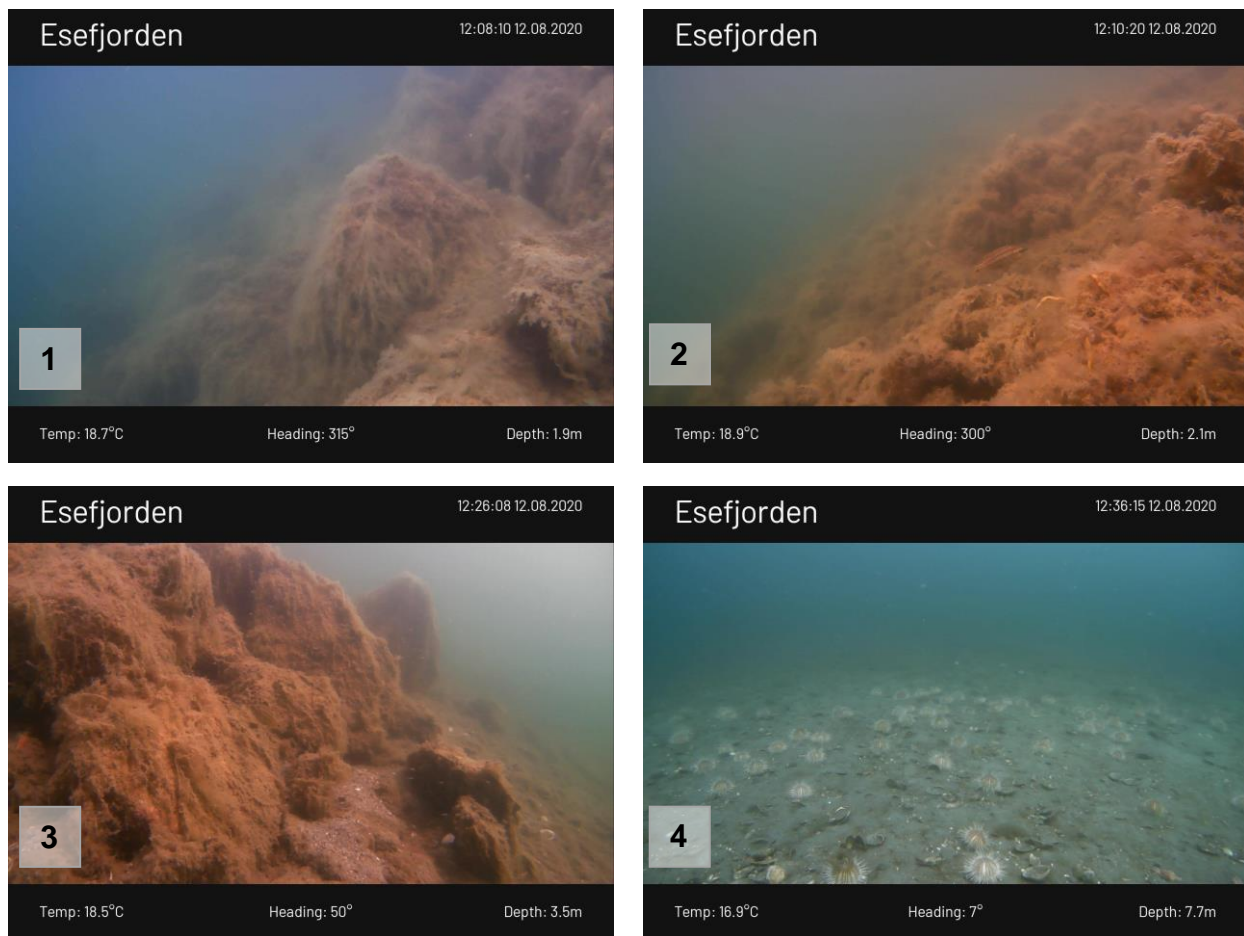 Esefjorden
12:08:10 12.08.2020
1
Temp: 18.7°C
Heading: 315°
Depth: 1.9m
Esefjorden
12:10:20 12.08.2020
2
Temp: 18.9°C
Heading: 300°
Depth: 2.1m
Esefjorden
12:26:08 12.08.2020
3
Temp: 18.5°C
Heading: 50°
Depth: 3.5m
Esefjorden
12:36:15 12.08.2020
4
Temp: 16.9°C
Heading: 7°
Depth: 7.7m